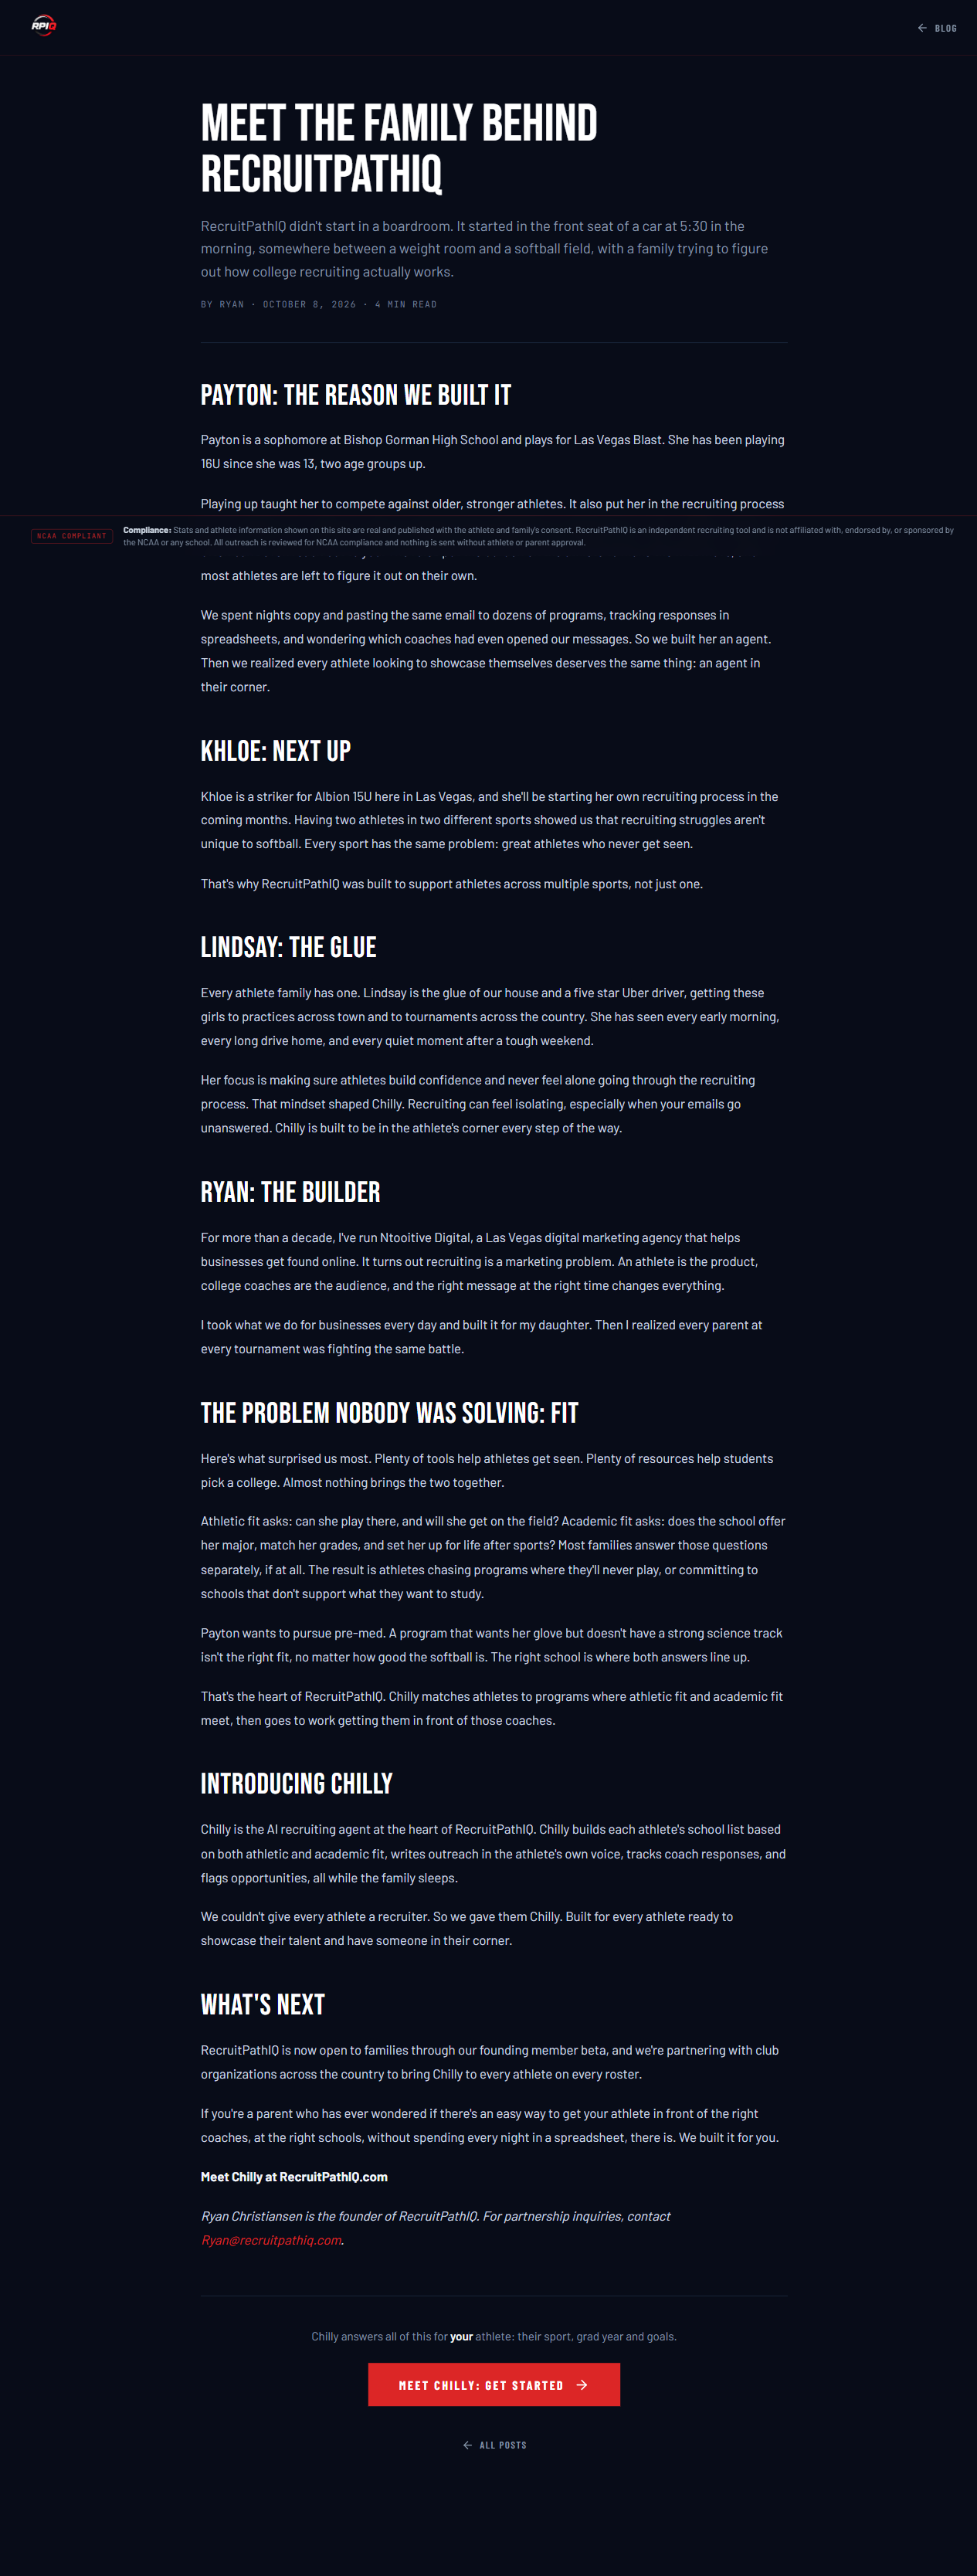 RPIQ
← BLOG
MEET THE FAMILY BEHIND
RECRUITPATHIQ
RecruitPathIQ didn't start in a boardroom. It started in the front seat of a car at 5:30 in the
morning, somewhere between a weight room and a softball field, with a family trying to figure
out how college recruiting actually works.
BY RYAN · OCTOBER 8, 2026 · 4 MIN READ
PAYTON: THE REASON WE BUILT IT
Payton is a sophomore at Bishop Gorman High School and plays for Las Vegas Blast. She has been playing
16U since she was 13, two age groups up.
Playing up taught her to compete against older, stronger athletes. It also put her in the recruiting process
NCAA COMPLIANT
Compliance: Stats and athlete information shown on this site are real and published with the athlete and family's consent. RecruitPathIQ is an independent recruiting tool and is not affiliated with, endorsed by, or sponsored by
the NCAA or any school. All outreach is reviewed for NCAA compliance and nothing is sent without athlete or parent approval.
most athletes are left to figure it out on their own.
We spent nights copy and pasting the same email to dozens of programs, tracking responses in
spreadsheets, and wondering which coaches had even opened our messages. So we built her an agent.
Then we realized every athlete looking to showcase themselves deserves the same thing: an agent in
their corner.
KHLOE: NEXT UP
Khloe is a striker for Albion 15U here in Las Vegas, and she'll be starting her own recruiting process in the
coming months. Having two athletes in two different sports showed us that recruiting struggles aren't
unique to softball. Every sport has the same problem: great athletes who never get seen.
That's why RecruitPathIQ was built to support athletes across multiple sports, not just one.
LINDSAY: THE GLUE
Every athlete family has one. Lindsay is the glue of our house and a five star Uber driver, getting these
girls to practices across town and to tournaments across the country. She has seen every early morning,
every long drive home, and every quiet moment after a tough weekend.
Her focus is making sure athletes build confidence and never feel alone going through the recruiting
process. That mindset shaped Chilly. Recruiting can feel isolating, especially when your emails go
unanswered. Chilly is built to be in the athlete's corner every step of the way.
RYAN: THE BUILDER
For more than a decade, I've run Ntooitive Digital, a Las Vegas digital marketing agency that helps
businesses get found online. It turns out recruiting is a marketing problem. An athlete is the product,
college coaches are the audience, and the right message at the right time changes everything.
I took what we do for businesses every day and built it for my daughter. Then I realized every parent at
every tournament was fighting the same battle.
THE PROBLEM NOBODY WAS SOLVING: FIT
Here's what surprised us most. Plenty of tools help athletes get seen. Plenty of resources help students
pick a college. Almost nothing brings the two together.
Athletic fit asks: can she play there, and will she get on the field? Academic fit asks: does the school offer
her major, match her grades, and set her up for life after sports? Most families answer those questions
separately, if at all. The result is athletes chasing programs where they'll never play, or committing to
schools that don't support what they want to study.
Payton wants to pursue pre-med. A program that wants her glove but doesn't have a strong science track
isn't the right fit, no matter how good the softball is. The right school is where both answers line up.
That's the heart of RecruitPathIQ. Chilly matches athletes to programs where athletic fit and academic fit
meet, then goes to work getting them in front of those coaches.
INTRODUCING CHILLY
Chilly is the AI recruiting agent at the heart of RecruitPathIQ. Chilly builds each athlete's school list based
on both athletic and academic fit, writes outreach in the athlete's own voice, tracks coach responses, and
flags opportunities, all while the family sleeps.
We couldn't give every athlete a recruiter. So we gave them Chilly. Built for every athlete ready to
showcase their talent and have someone in their corner.
WHAT'S NEXT
RecruitPathIQ is now open to families through our founding member beta, and we're partnering with club
organizations across the country to bring Chilly to every athlete on every roster.
If you're a parent who has ever wondered if there's an easy way to get your athlete in front of the right
coaches, at the right schools, without spending every night in a spreadsheet, there is. We built it for you.
Meet Chilly at RecruitPathIQ.com
Ryan Christiansen is the founder of RecruitPathIQ. For partnership inquiries, contact
Ryan@recruitpathiq.com.
Chilly answers all of this for your athlete: their sport, grad year and goals.
MEET CHILLY: GET STARTED →
← ALL POSTS